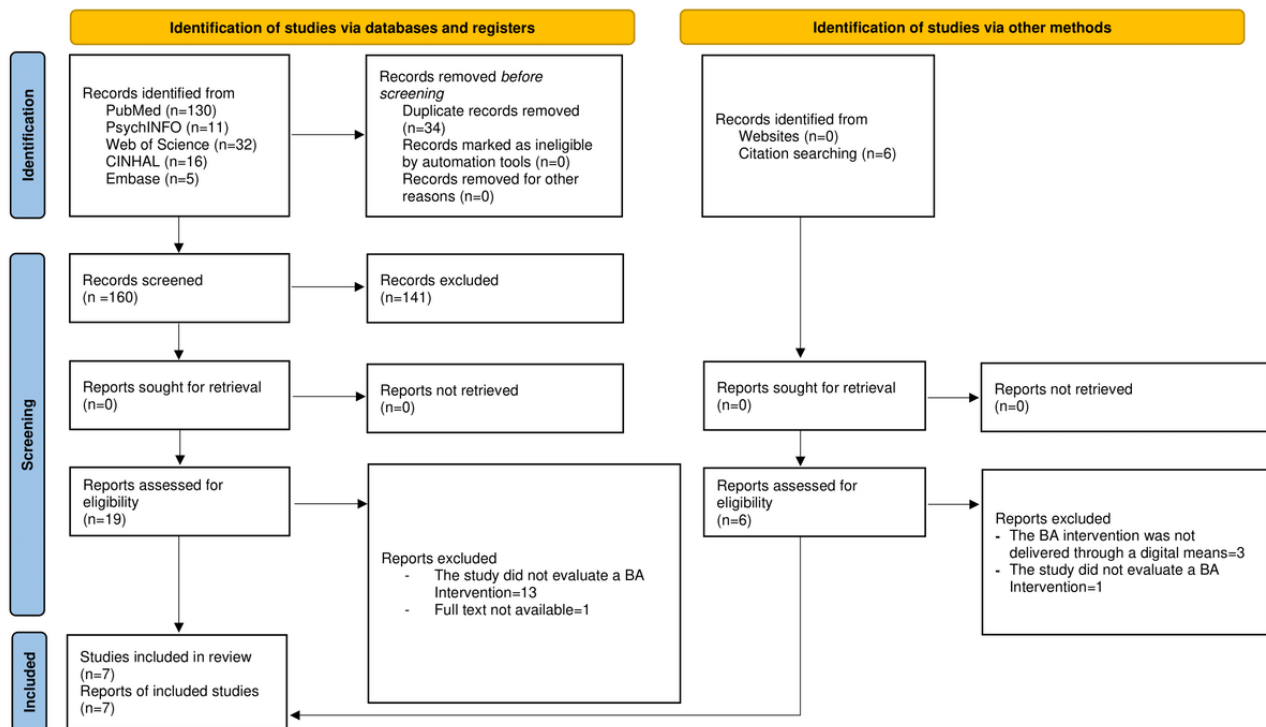 Identification of studies via databases and registers
Identification of studies via other methods
Identification
Records identified from
PubMed (n=130)
PsychINFO (n=11)
Web of Science (n=32)
CINHAL (n=16)
Embase (n=5)
Records removed before
screening
Duplicate records removed
(n=34)
Records marked as ineligible
by automation tools (n=0)
Records removed for other
reasons (n=0)
Records identified from
Websites (n=0)
Citation searching (n=6)
Screening
Records screened
(n =160)
Records excluded
(n=141)
Reports sought for retrieval
(n=0)
Reports not retrieved
(n=0)
Reports sought for retrieval
(n=0)
Reports not retrieved
(n=0)
Reports assessed for
eligibility
(n=19)
Reports excluded
- The study did not evaluate a BA
Intervention=13
- Full text not available=1
Reports assessed for
eligibility
(n=6)
Reports excluded
- The BA intervention was not
delivered through a digital means=3
- The study did not evaluate a BA
Intervention=1
Included
Studies included in review
(n=7)
Reports of included studies
(n=7)